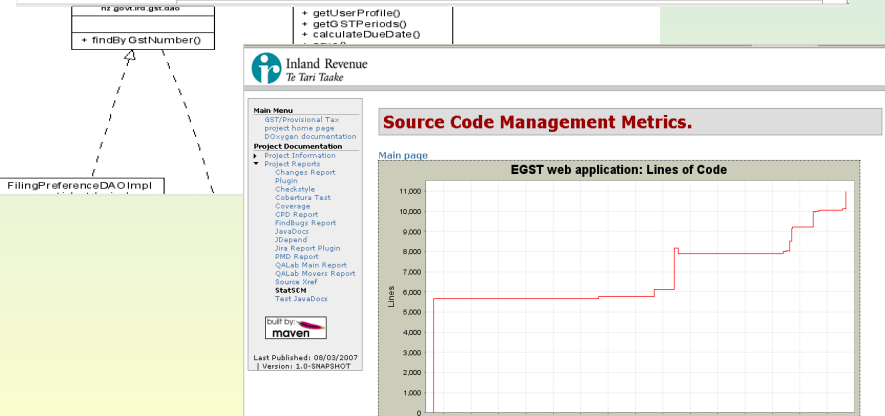 nz.govt.ird.gst.dao
+ findByGstNumber()
+ getUserProfile()
+ getGSTPeriods()
+ calculateDueDate()
FilingPreferenceDAOImpl
Inland Revenue
Te Tari Taake
Main Menu
GST/Provisional Tax
project home page
DOxygen documentation
Project Documentation
Project Information
Project Reports
Changes Report
Plugin
Checkstyle
Cobertura Test
Coverage
CPD Report
FindBugs Report
JavaDocs
JDepend
Jira Report Plugin
PMD Report
QALab Main Report
QALab Movers Report
Source Xref
StatSCM
Test JavaDocs
built by:
maven
Last Published: 08/03/2007
| Version: 1.0-SNAPSHOT
Source Code Management Metrics.
Main page
EGST web application: Lines of Code
11,000
10,000
9,000
8,000
7,000
6,000
5,000
4,000
3,000
2,000
1,000
0
Lines